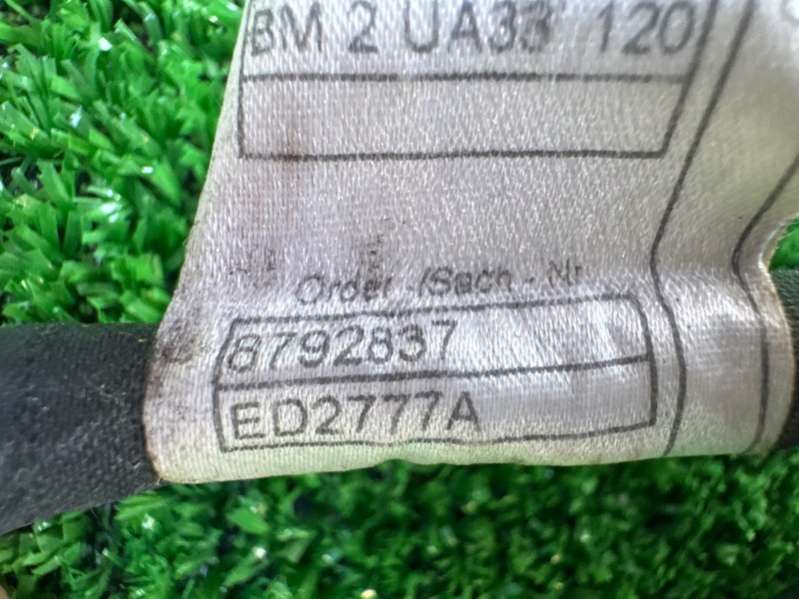 BM 2 UA33 120
Order-/Sach-Nr
8792837
ED2777A